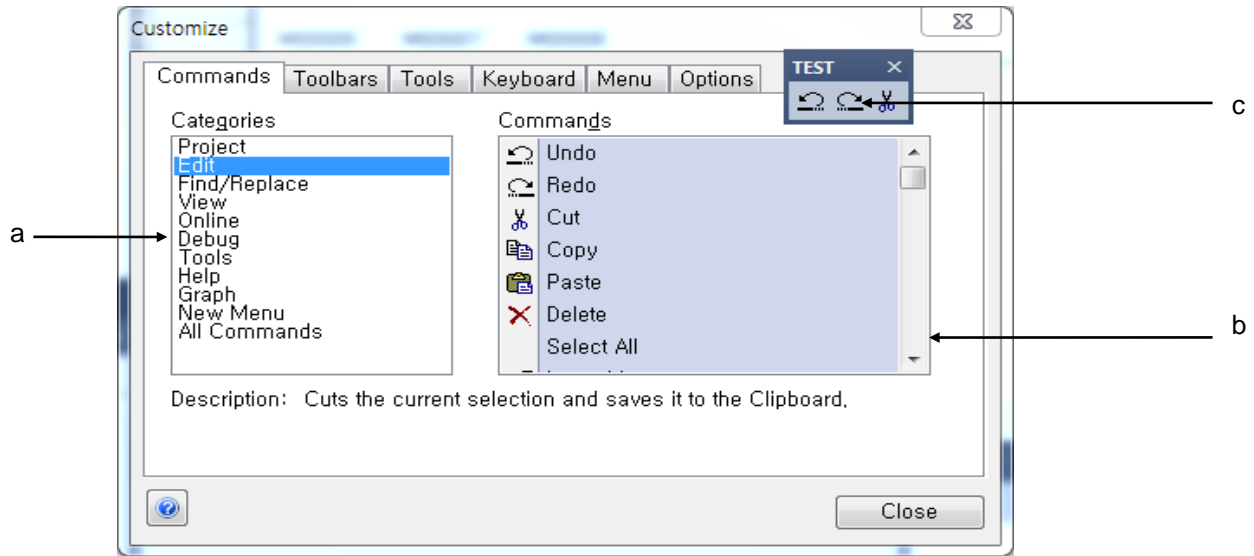 Customize
Commands Toolbars Tools Keyboard Menu Options
TEST
c
Categories
Commands
Project
Edit
Find/Replace
View
Online
Debug
Tools
Help
Graph
New Menu
All Commands
a
Undo
Redo
Cut
Copy
Paste
Delete
Select All
b
Description: Cuts the current selection and saves it to the Clipboard,
Close